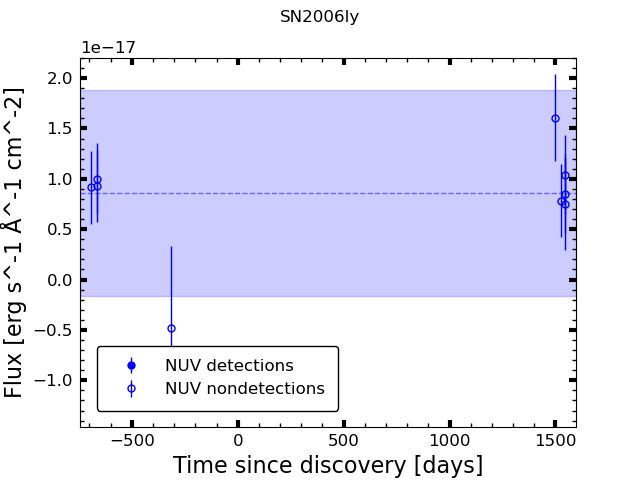 SN2006ly
1e−17
2.0
1.5
1.0
0.5
0.0
−0.5
−1.0
Flux [erg s^-1 Å^-1 cm^-2]
NUV detections
NUV nondetections
−500 0 500 1000 1500
Time since discovery [days]